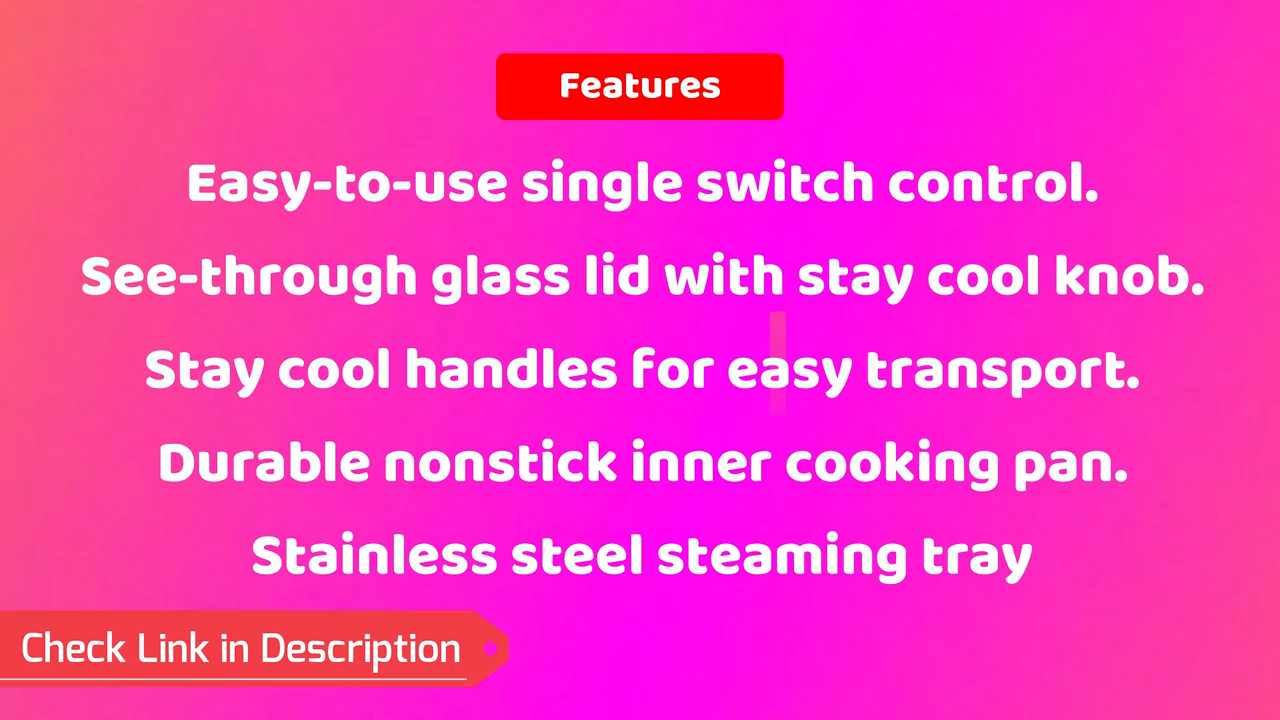 Features
Easy-to-use single switch control.
See-through glass lid with stay cool knob.
Stay cool handles for easy transport.
Durable nonstick inner cooking pan.
Stainless steel steaming tray
Check Link in Description